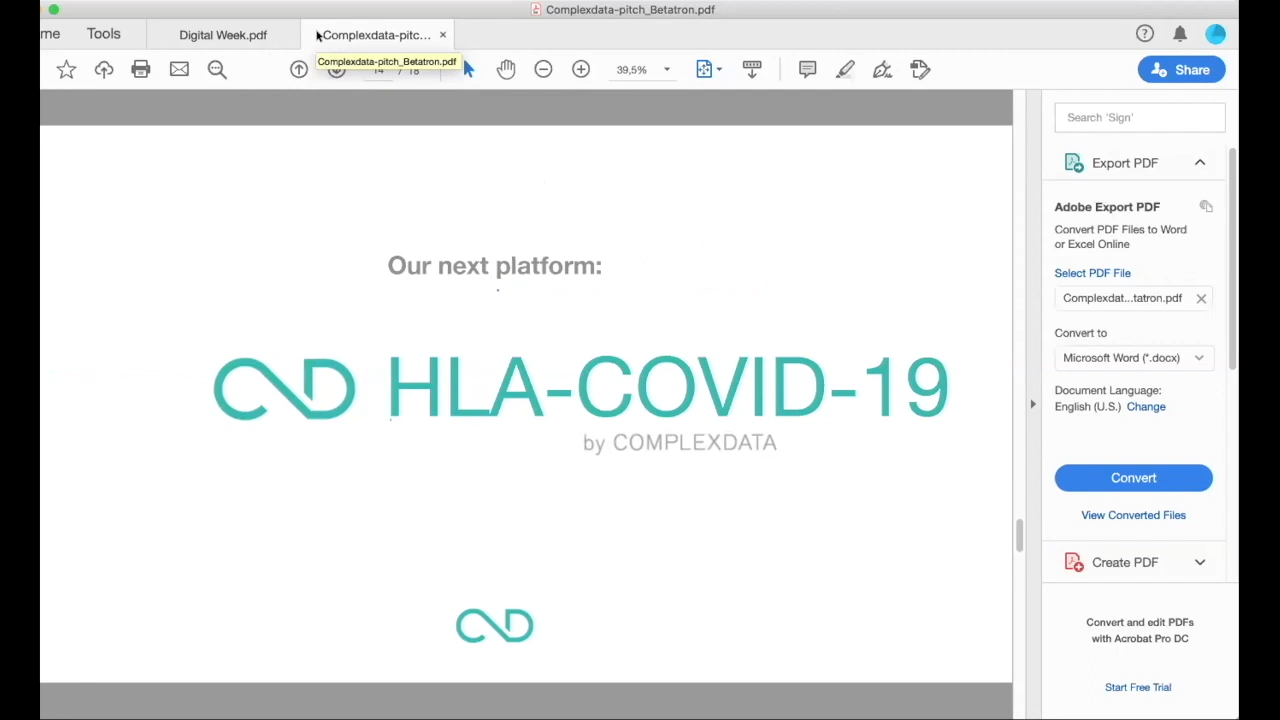 Complexdata-pitch_Betatron.pdf
me
Tools
Digital Week.pdf
Complexdata-pitc...
Complexdata-pitch_Betatron.pdf
14 / 18
39,5%
Share
Search 'Sign'
Export PDF
Adobe Export PDF
Convert PDF Files to Word
or Excel Online
Select PDF File
Complexdat...tatron.pdf
Convert to
Microsoft Word (*.docx)
Document Language:
English (U.S.) Change
Convert
View Converted Files
Create PDF
Convert and edit PDFs
with Acrobat Pro DC
Start Free Trial
Our next platform:
HLA-COVID-19
by COMPLEXDATA